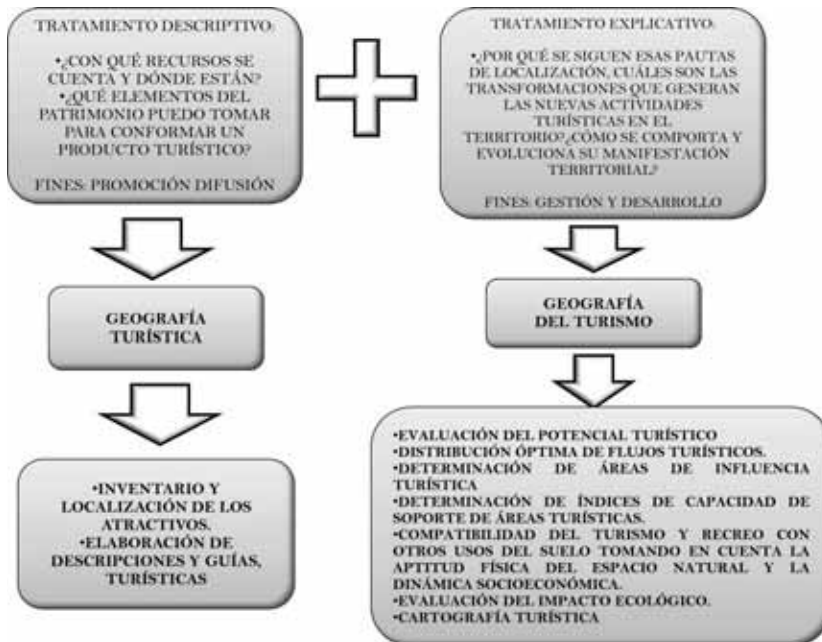 TRATAMIENTO DESCRIPTIVO:
•¿CON QUÉ RECURSOS SE
CUENTA Y DÓNDE ESTÁN?
•¿QUÉ ELEMENTOS DEL
PATRIMONIO PUEDO TOMAR
PARA CONFORMAR UN
PRODUCTO TURÍSTICO?
FINES: PROMOCIÓN DIFUSIÓN
TRATAMIENTO EXPLICATIVO:
•¿POR QUÉ SE SIGUEN ESAS PAUTAS
DE LOCALIZACIÓN, CUÁLES SON LAS
TRANSFORMACIONES QUE GENERAN
LAS NUEVAS ACTIVIDADES
TURÍSTICAS EN EL
TERRITORIO?¿CÓMO SE COMPORTA Y
EVOLUCIONA SU MANIFESTACIÓN
TERRITORIAL?
FINES: GESTIÓN Y DESARROLLO
GEOGRAFÍA
TURÍSTICA
GEOGRAFÍA
DEL TURISMO
•INVENTARIO Y
LOCALIZACIÓN DE LOS
ATRACTIVOS.
•ELABORACIÓN DE
DESCRIPCIONES Y GUÍAS,
TURÍSTICAS
•EVALUACIÓN DEL POTENCIAL TURÍSTICO
•DISTRIBUCIÓN ÓPTIMA DE FLUJOS TURÍSTICOS.
•DETERMINACIÓN DE ÁREAS DE INFLUENCIA
TURÍSTICA
•DETERMINACIÓN DE ÍNDICES DE CAPACIDAD DE
SOPORTE DE ÁREAS TURÍSTICAS.
•COMPATIBILIDAD DEL TURISMO Y RECREO CON
OTROS USOS DEL SUELO TOMANDO EN CUENTA LA
APTITUD FÍSICA DEL ESPACIO NATURAL Y LA
DINÁMICA SOCIOECONÓMICA.
•EVALUACIÓN DEL IMPACTO ECOLÓGICO.
•CARTOGRAFÍA TURÍSTICA